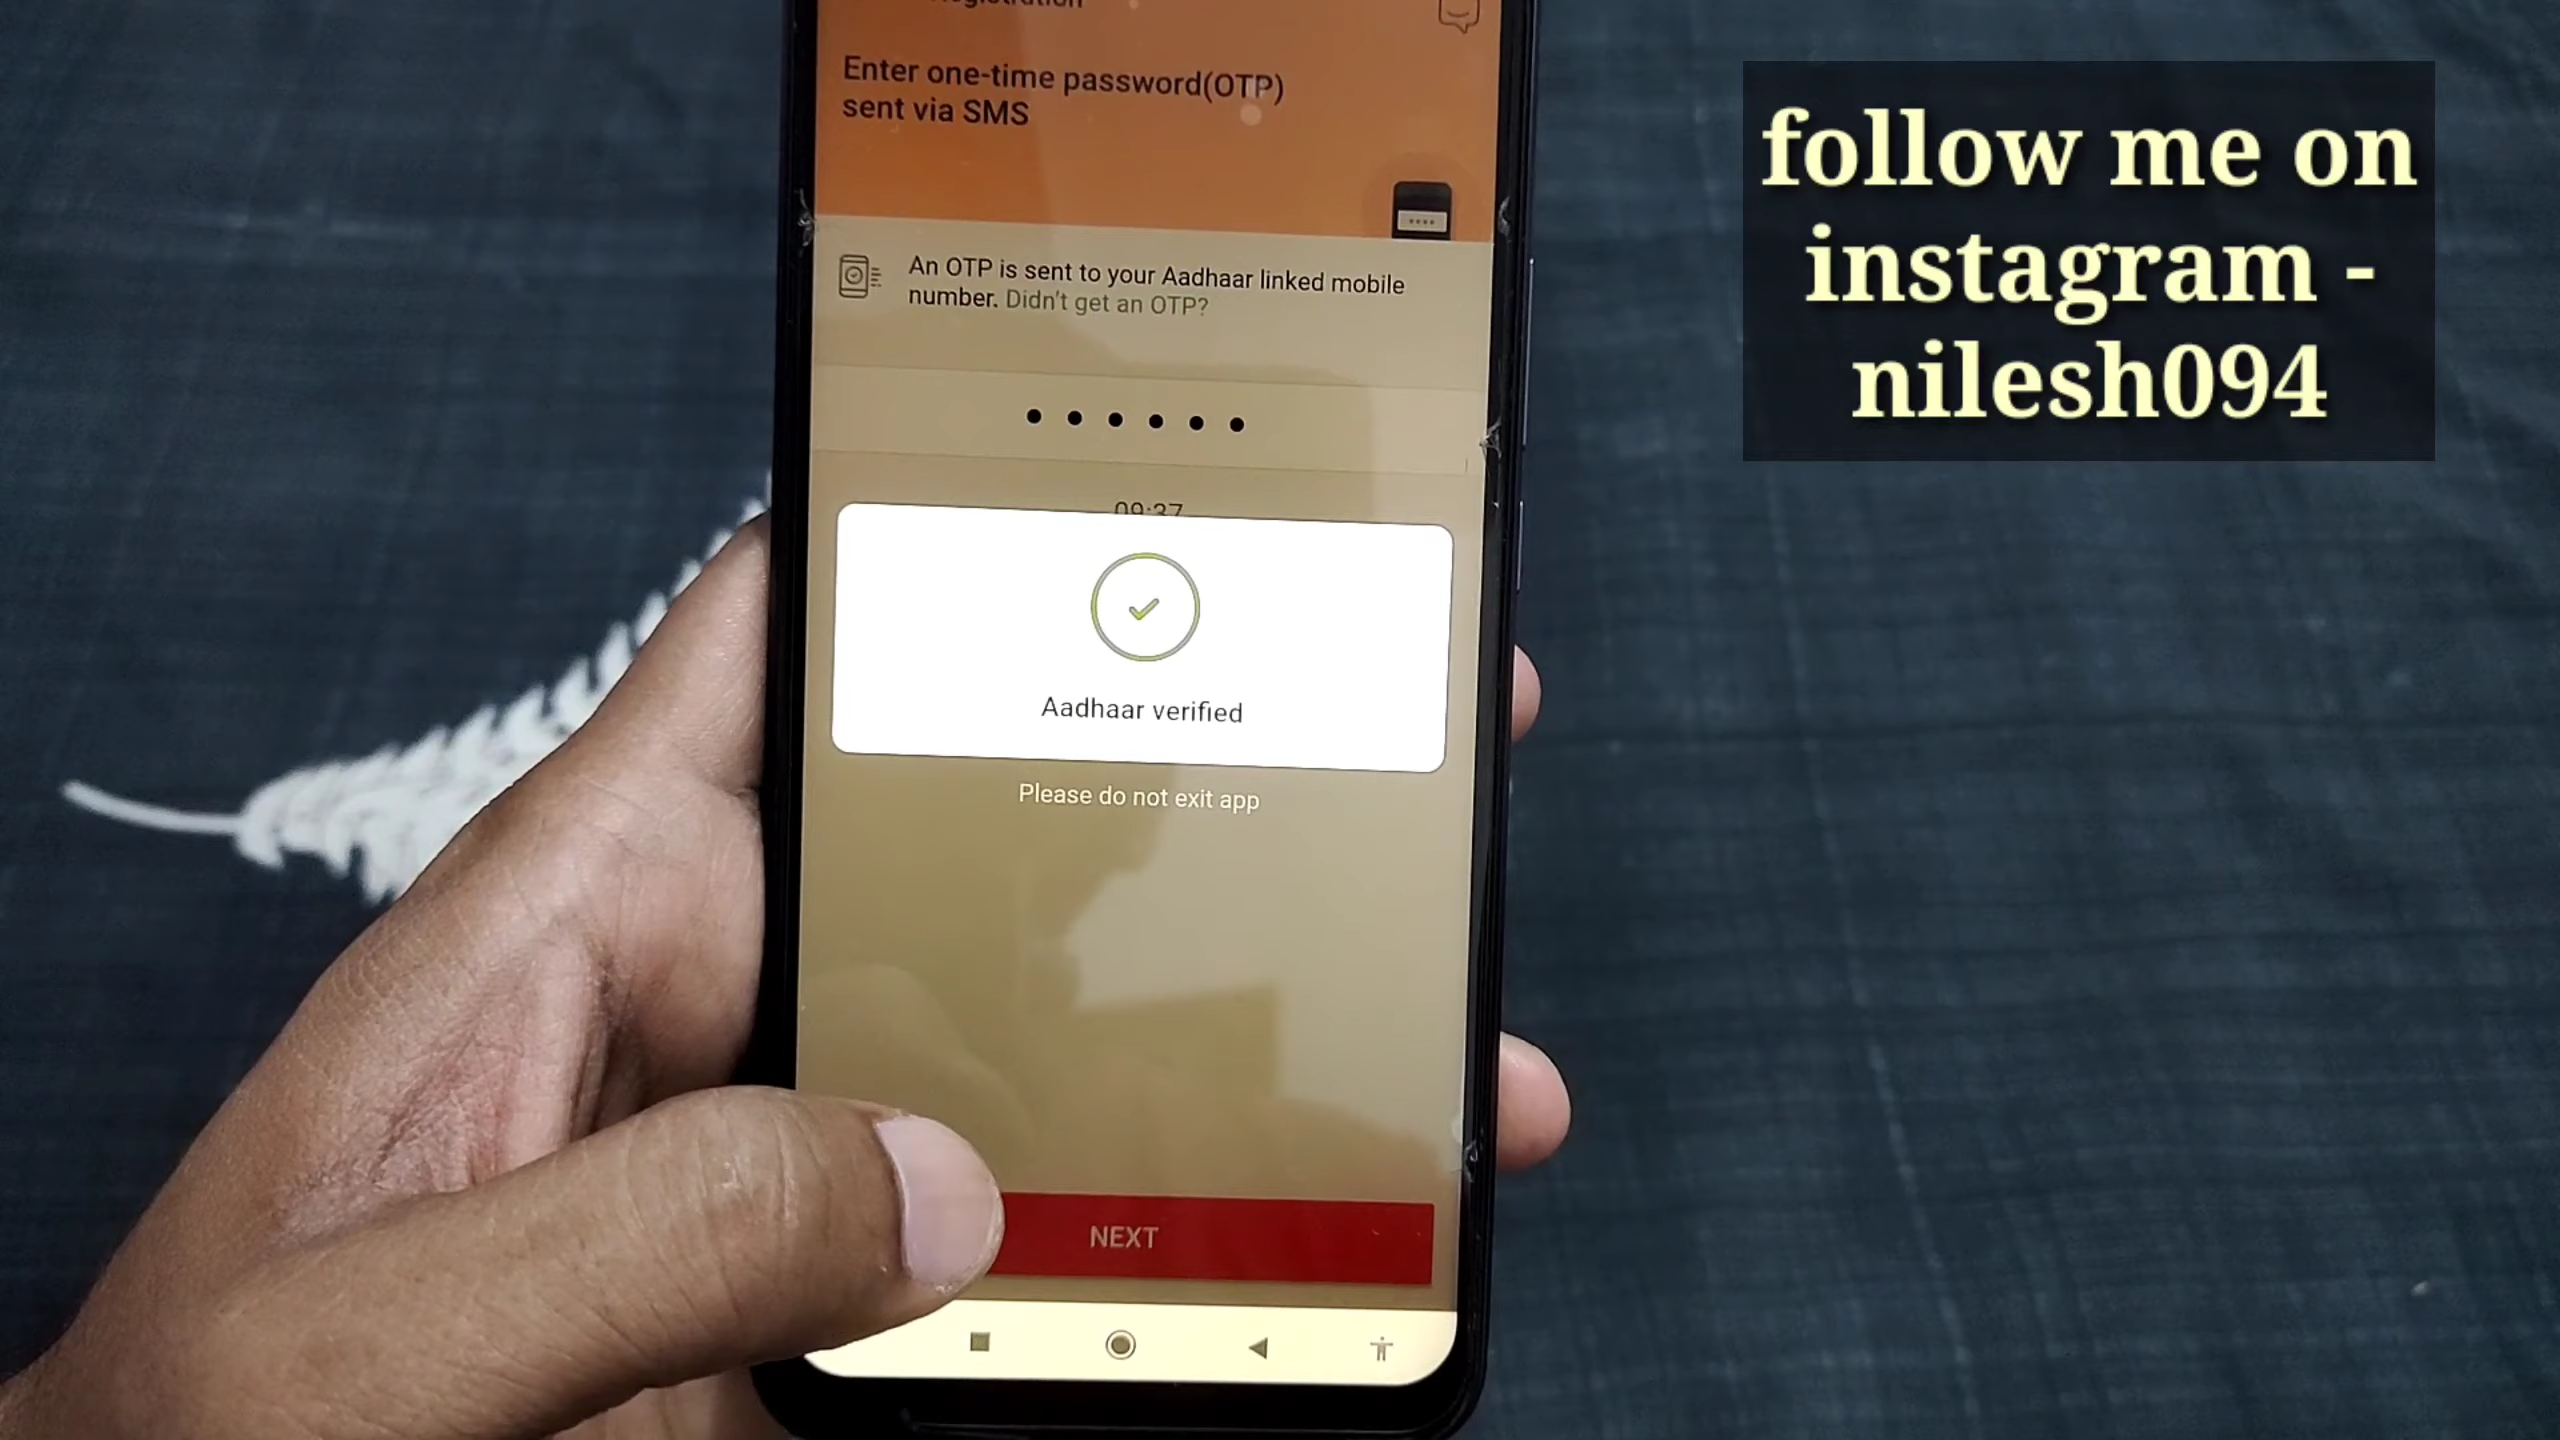 Registration
Enter one-time password(OTP)
sent via SMS
An OTP is sent to your Aadhaar linked mobile
number. Didn't get an OTP?
09:37
Aadhaar verified
Please do not exit app
NEXT
follow me on
instagram -
nilesh094